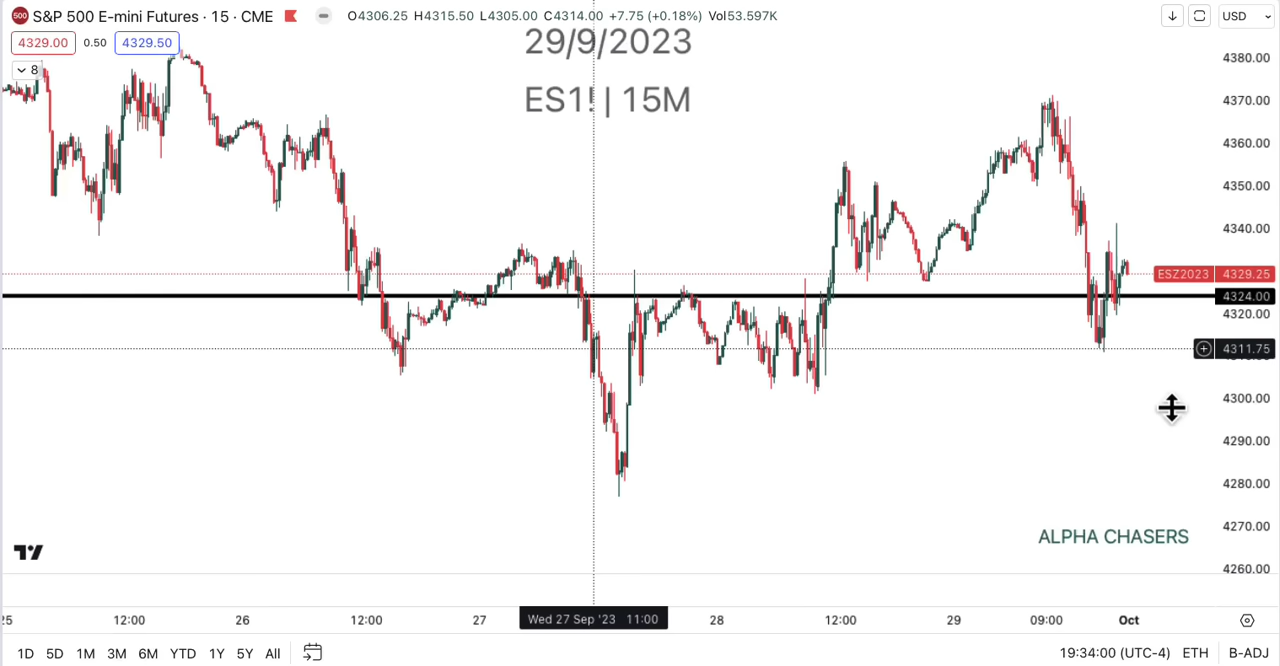 500 S&P 500 E-mini Futures · 15 · CME O4306.25 H4315.50 L4305.00 C4314.00 +7.75 (+0.18%) Vol53.597K USD
4329.00 0.50 4329.50
29/9/2023
8
ES1! | 15M
4380.00
4370.00
4360.00
4350.00
4340.00
ESZ2023 4329.25
4324.00
4320.00
4311.75
4300.00
4290.00
4280.00
4270.00
4260.00
ALPHA CHASERS
25 12:00 26 12:00 27 Wed 27 Sep '23 11:00 28 12:00 29 09:00 Oct
1D 5D 1M 3M 6M YTD 1Y 5Y All 19:34:00 (UTC-4) ETH B-ADJ